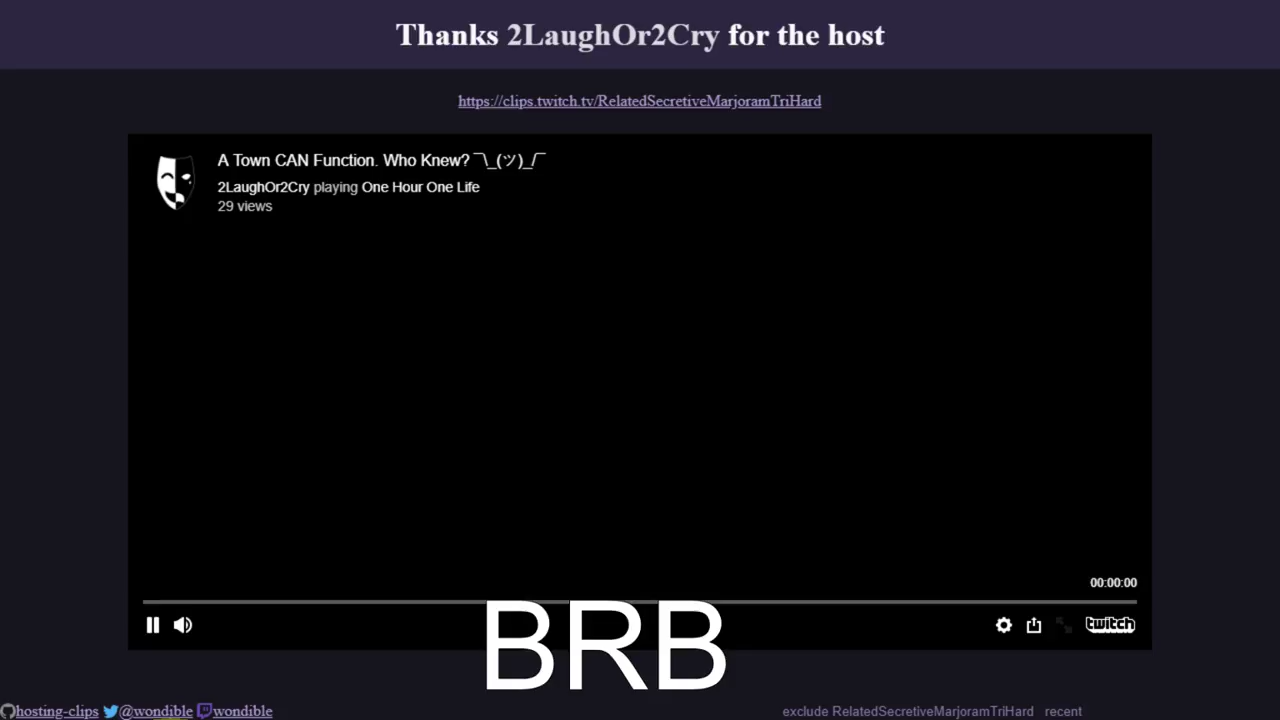 Thanks 2LaughOr2Cry for the host
https://clips.twitch.tv/RelatedSecretiveMarjoramTriHard
A Town CAN Function. Who Knew? ¯\_(ツ)_/¯
2LaughOr2Cry playing One Hour One Life
29 views
00:00:00
twitch
BRB
hosting-clips @wondible wondible
exclude RelatedSecretiveMarjoramTriHard recent